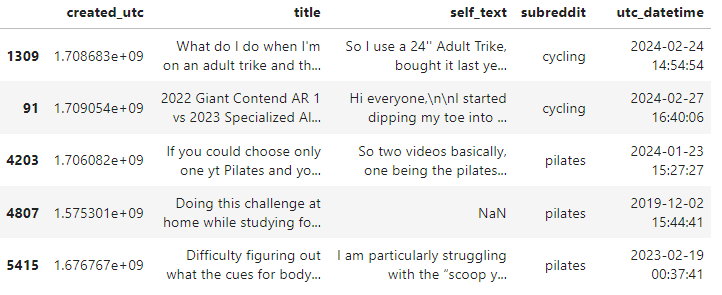 created_utc title self_text subreddit utc_datetime
1309 1.708683e+09 What do I do when I'm on an adult trike and th... So I use a 24'' Adult Trike, bought it last ye... cycling 2024-02-24 14:54:54
91 1.709054e+09 2022 Giant Contend AR 1 vs 2023 Specialized Al... Hi everyone,\n\nI started dipping my toe into ... cycling 2024-02-27 16:40:06
4203 1.706082e+09 If you could choose only one yt Pilates and yo... So two videos basically, one being the pilates... pilates 2024-01-23 15:27:27
4807 1.575301e+09 Doing this challenge at home while studying fo... NaN pilates 2019-12-02 15:44:41
5415 1.676767e+09 Difficulty figuring out what the cues for body... I am particularly struggling with the “scoop y... pilates 2023-02-19 00:37:41